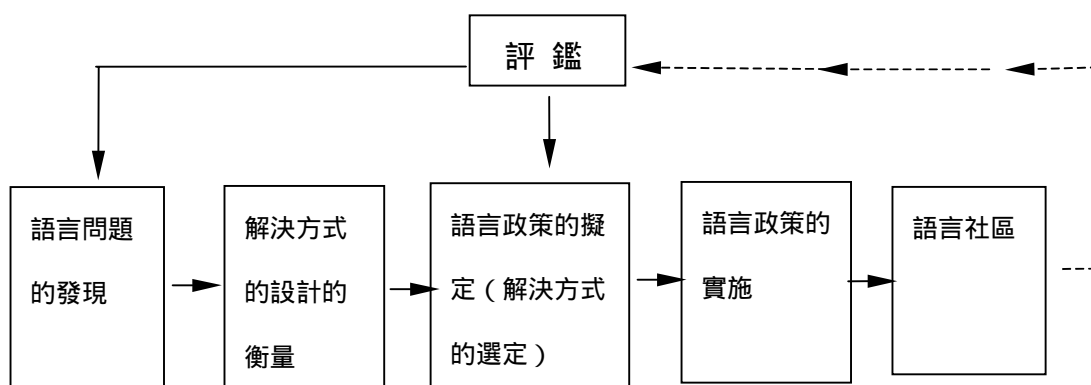 評 鑑
語言問題
的發現
解決方式
的設計的
衡量
語言政策的擬
定（解決方式
的選定）
語言政策的
實施
語言社區